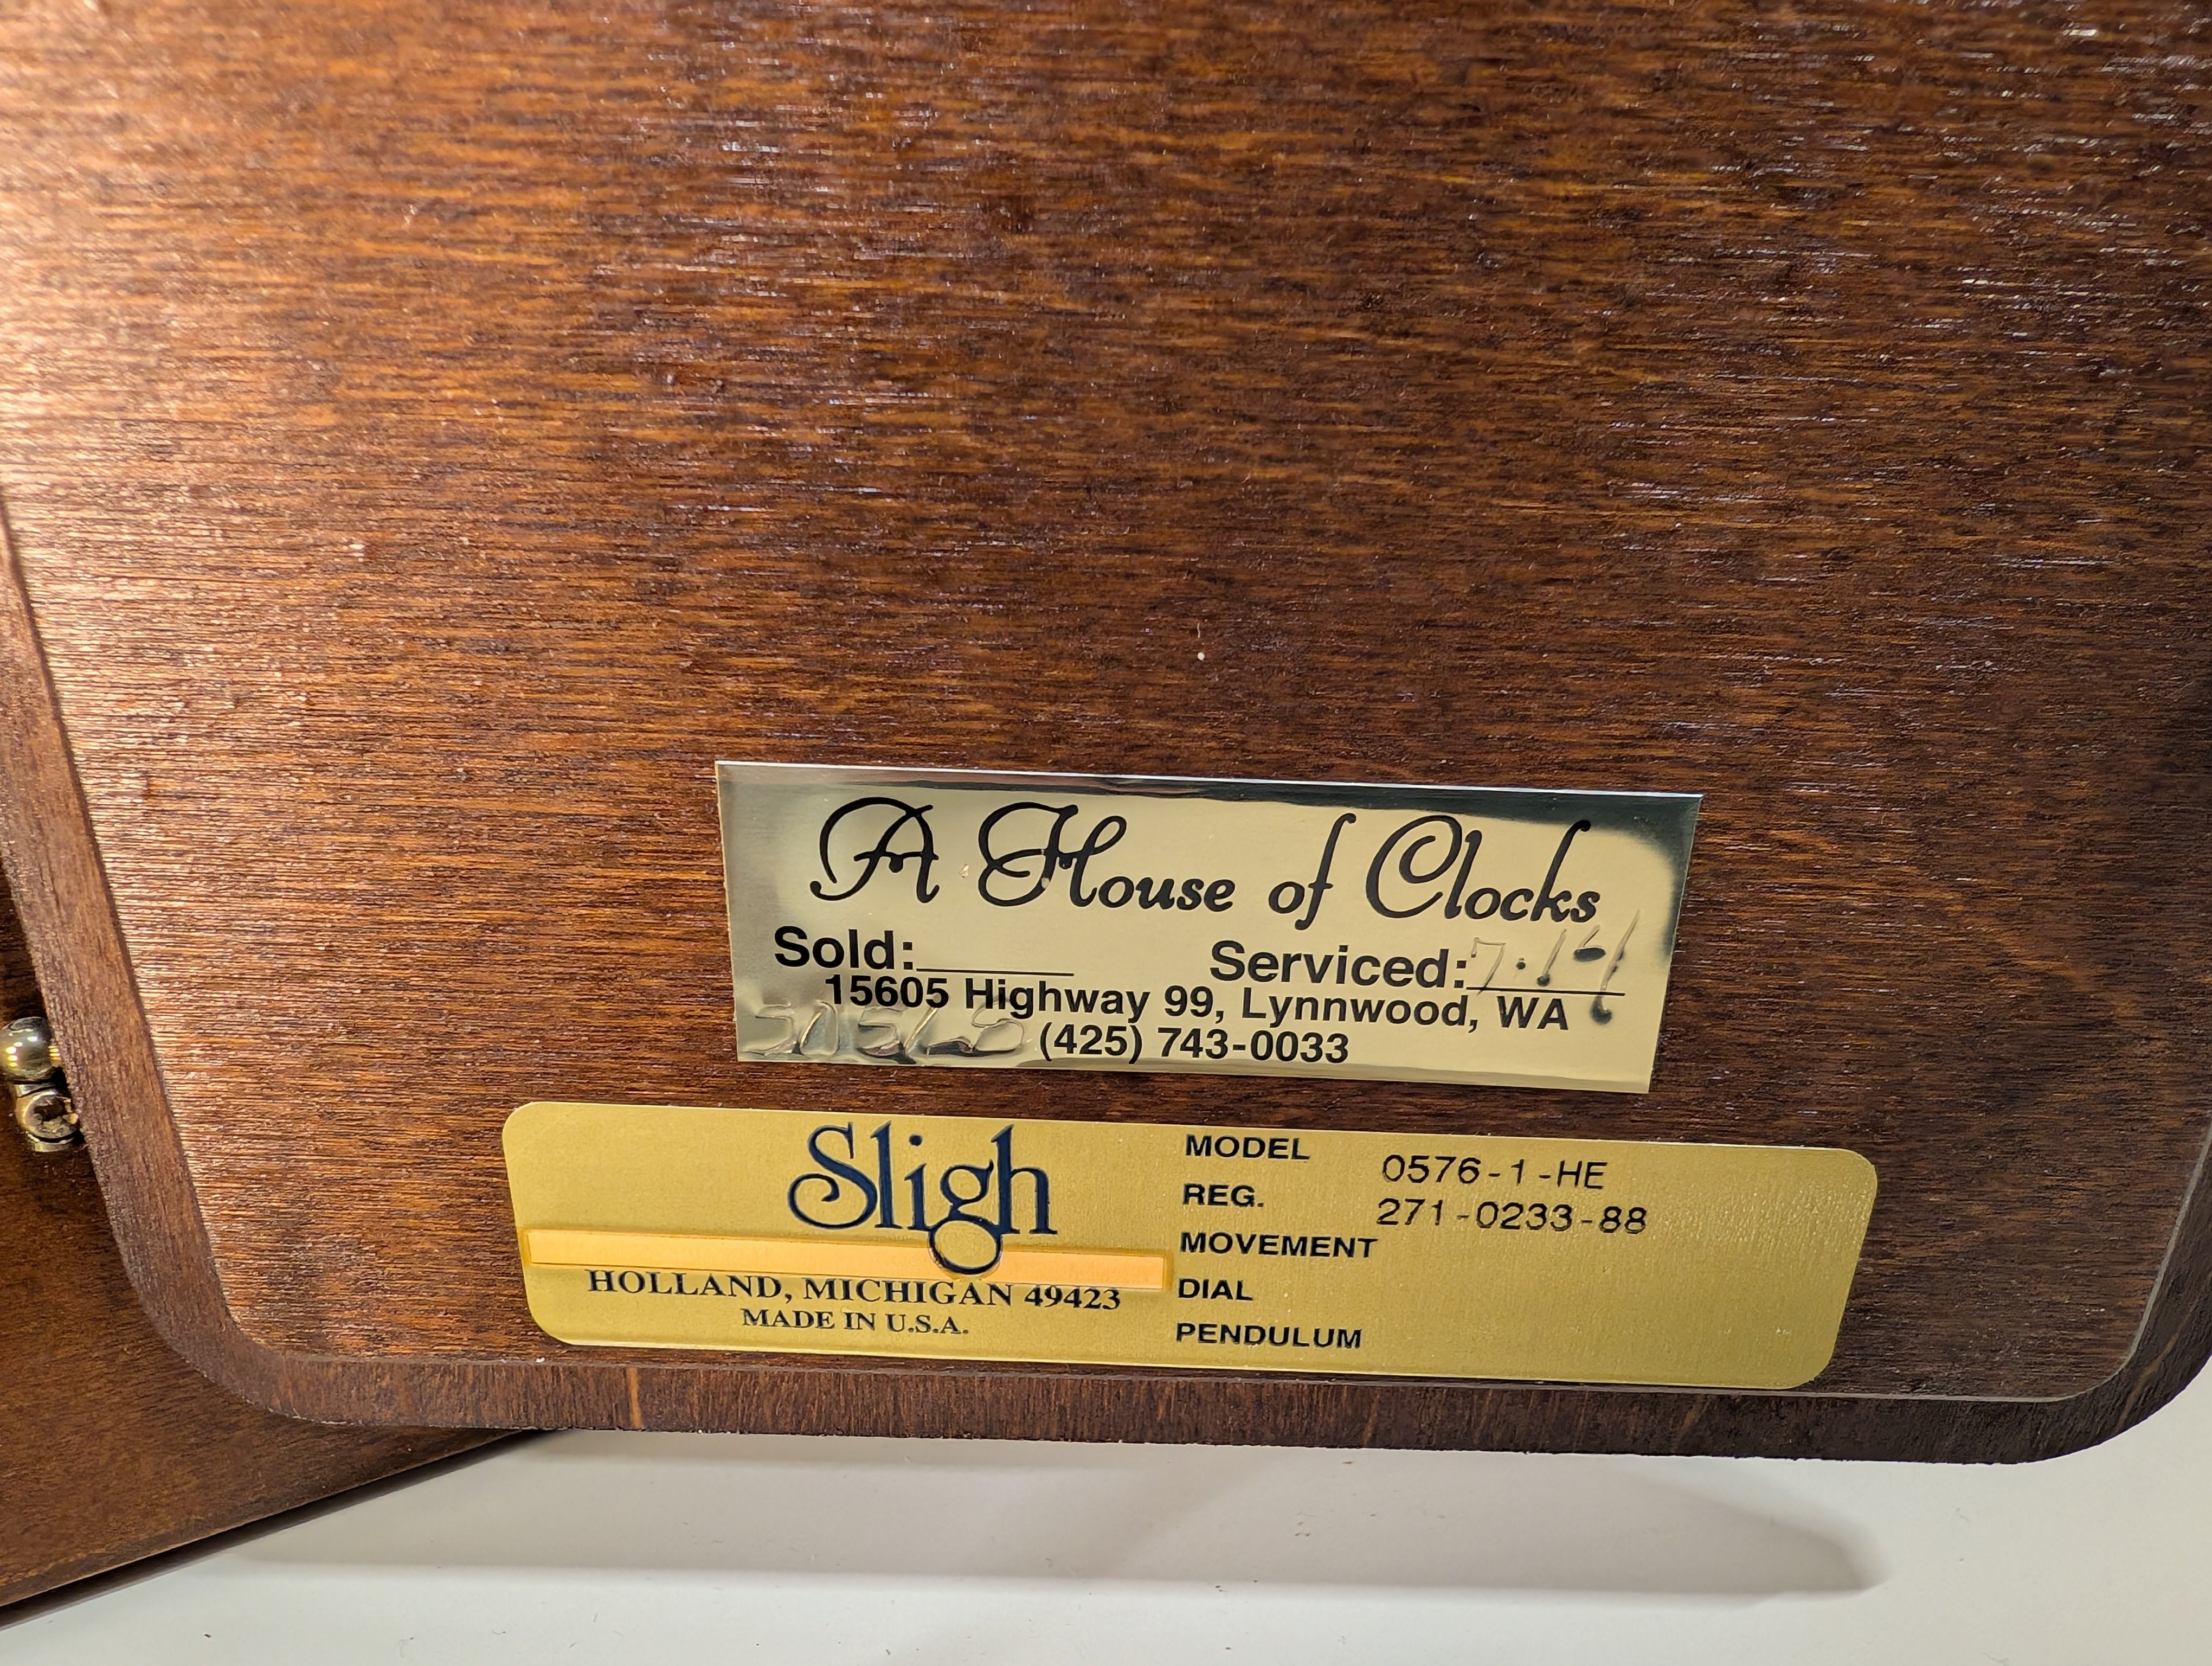 A House of Clocks
Sold:______ Serviced:
15605 Highway 99, Lynnwood, WA
(425) 743-0033
Sligh
HOLLAND, MICHIGAN 49423
MADE IN U.S.A.
MODEL 0576-1-HE
REG. 271-0233-88
MOVEMENT
DIAL
PENDULUM